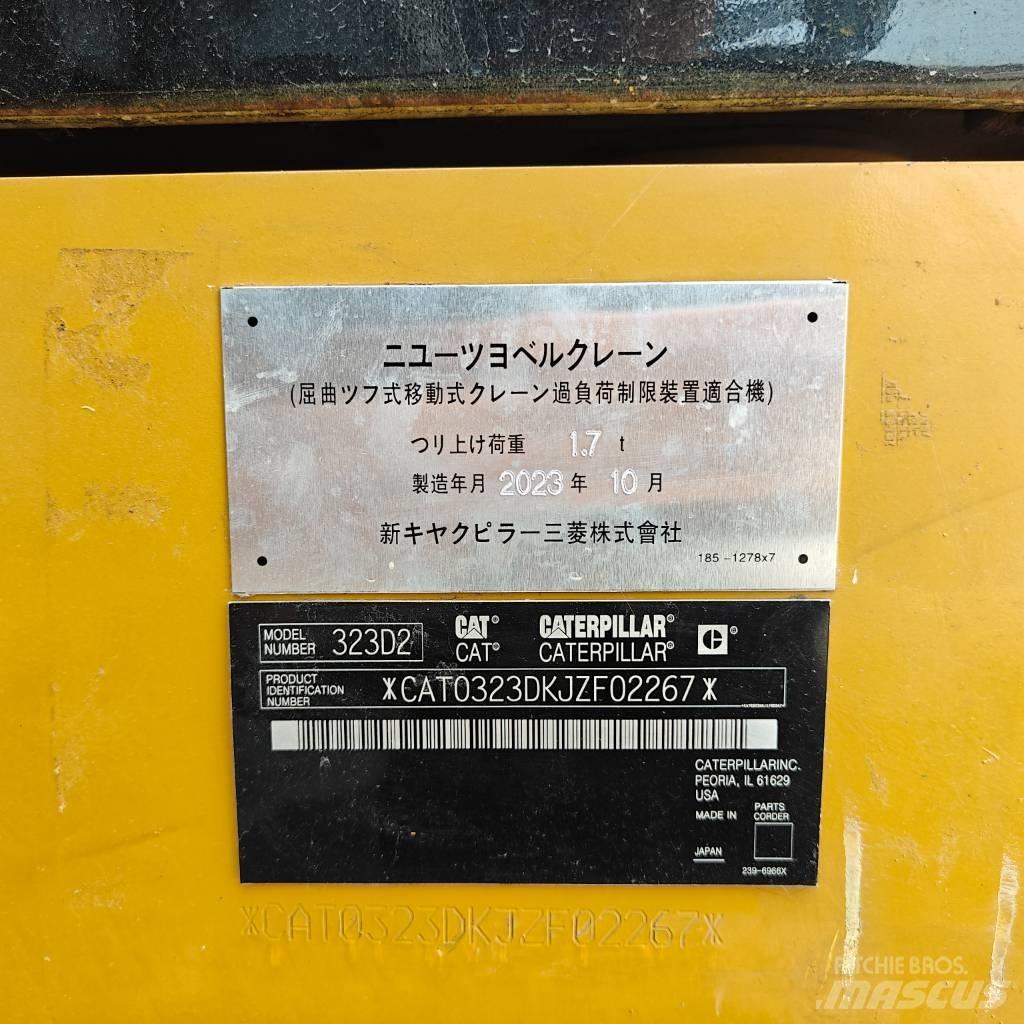 ニユーツヨベルクレーン
(屈曲ツフ式移動式クレーン過負荷制限装置適合機)
つり上げ荷重 1.7 t
製造年月 2023 年 10 月
新キヤクピラー三菱株式會社
185-1278x7
MODEL NUMBER 323D2
CAT® CATERPILLAR®
CAT® CATERPILLAR®
PRODUCT IDENTIFICATION NUMBER *CAT0323DKJZF02267*
CATERPILLARINC.
PEORIA, IL 61629
USA
MADE IN
JAPAN
PARTS
CORDER
239-6966X
*CAT0323DKJZF02267*
RITCHIE BROS.
MASCUS